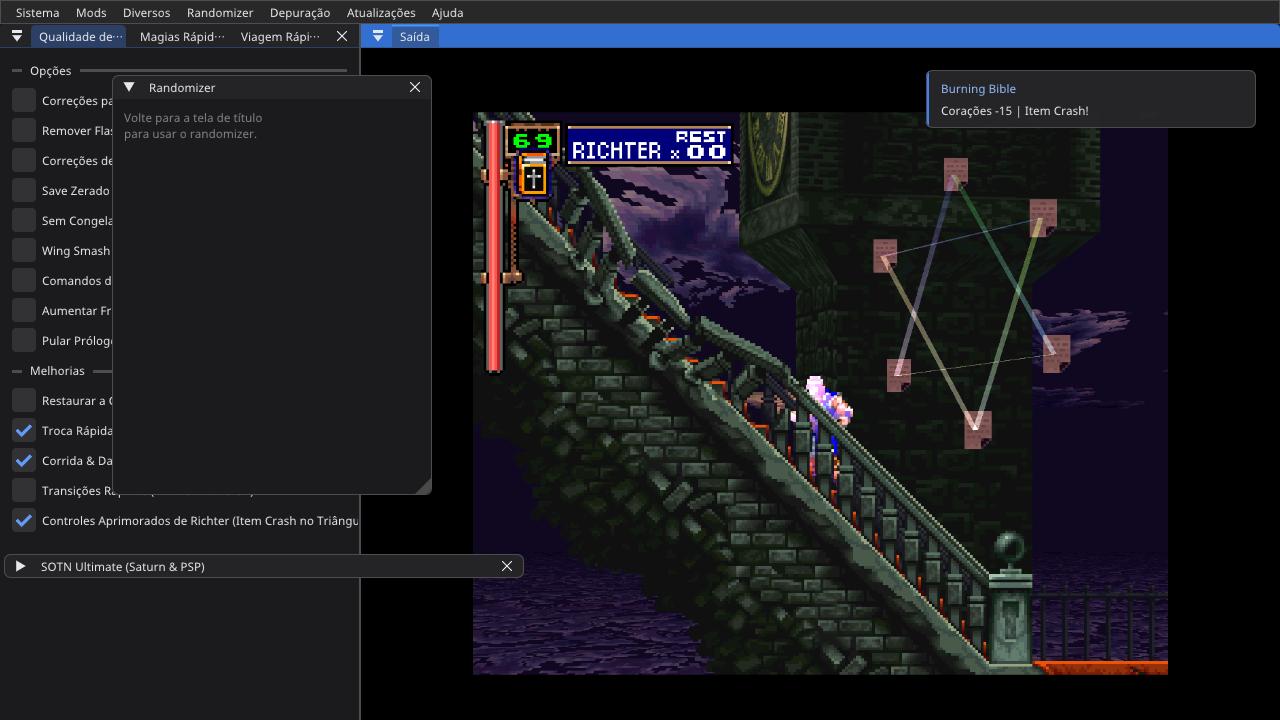 Sistema Mods Diversos Randomizer Depuração Atualizações Ajuda
Qualidade de··· Magias Rápid··· Viagem Rápi···
Saída
Opções
Correções pa
Remover Flas
Correções de
Save Zerado
Sem Congela
Wing Smash
Comandos d
Aumentar Fr
Pular Prólogo
Melhorias
Restaurar a
Troca Rápida
Corrida & Da
Transições
Controles Aprimorados de Richter (Item Crash no Triângu
SOTN Ultimate (Saturn & PSP)
Randomizer
Volte para a tela de título
para usar o randomizer.
69
REST
RICHTER x 00
Burning Bible
Corações -15 | Item Crash!